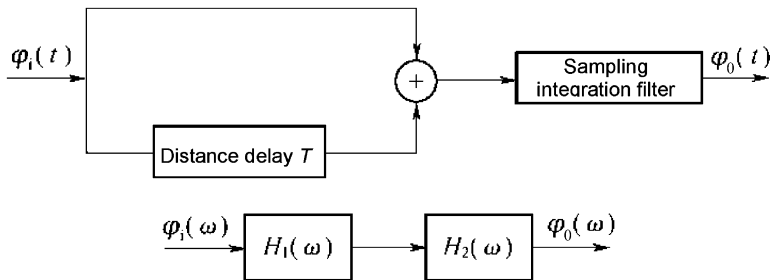 φi(t)
+
Sampling
integration filter
φ0(t)
Distance delay T
φi(ω)
H1(ω)
H2(ω)
φ0(ω)